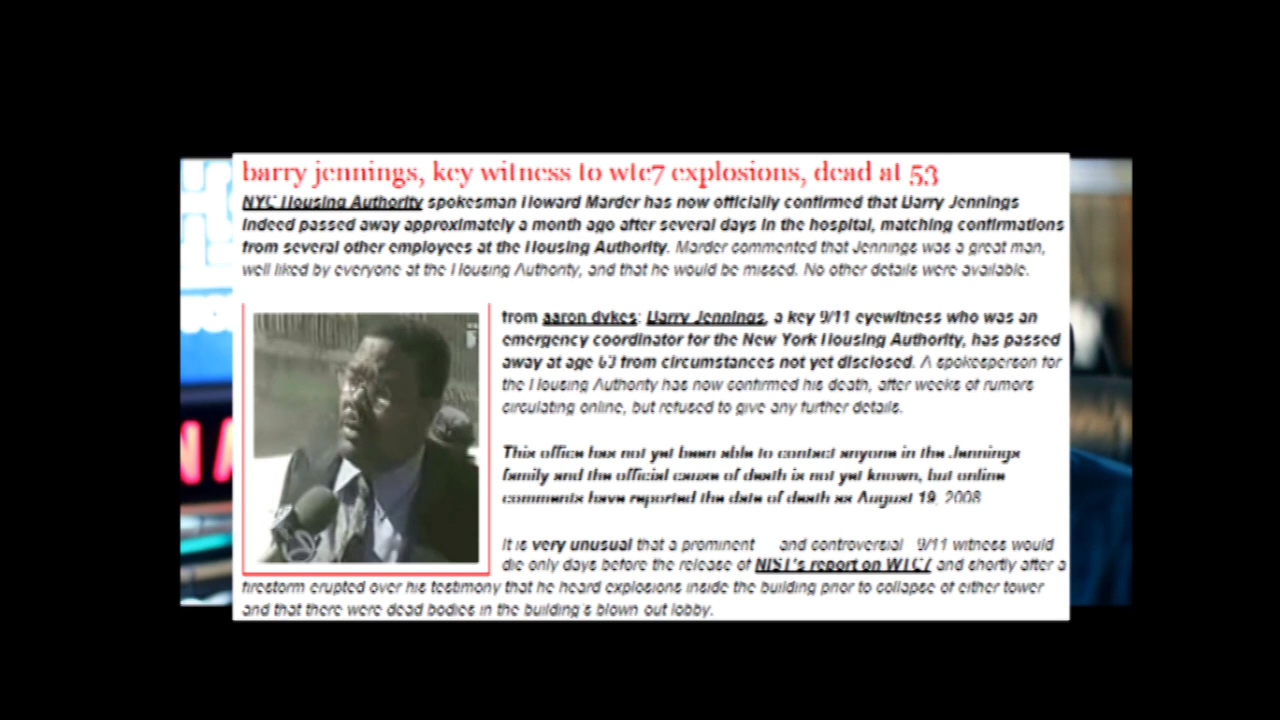 barry jennings, key witness to wtc7 explosions, dead at 53
NYC Housing Authority spokesman Howard Marder has now officially confirmed that Barry Jennings
indeed passed away approximately a month ago after several days in the hospital, matching confirmations
from several other employees at the Housing Authority. Marder commented that Jennings was a great man,
well liked by everyone at the Housing Authority, and that he would be missed. No other details were available.
from aaron dykes: Barry Jennings, a key 9/11 eyewitness who was an
emergency coordinator for the New York Housing Authority, has passed
away at age from circumstances not yet disclosed. A spokesperson for
the Housing Authority has now confirmed his death, after weeks of rumors
circulating online, but refused to give any further details.
This office has not yet been able to contact anyone in the Jennings
family and the official cause of death is not yet known, but online
comments have reported the date of death as August 19, 2008
It is very unusual that a prominent and controversial 9/11 witness would
die only days before the release of NIST's report on WTC7 and shortly after a
firestorm erupted over his testimony that he heard explosions inside the building prior to collapse of either tower
and that there were dead bodies in the building's blown out lobby.